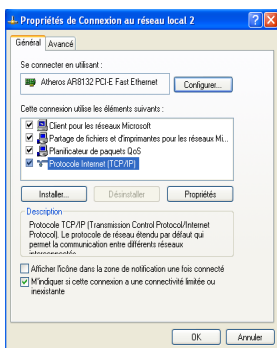 Propriétés de Connexion au réseau local 2
Général
Avancé
Se connecter en utilisant :
Atheros AR8132 PCI-E Fast Ethernet
Configurer...
Cette connexion utilise les éléments suivants :
Client pour les réseaux Microsoft
Partage de fichiers et d'imprimantes pour les réseaux Mi...
Planificateur de paquets QoS
Protocole Internet (TCP/IP)
Installer...
Désinstaller
Propriétés
Description
Protocole TCP/IP (Transmission Control Protocol/Internet
Protocol). Le protocole de réseau étendu par défaut qui
permet la communication entre différents réseaux
interconnectés
Afficher l'icône dans la zone de notification une fois connecté
M'indiquer si cette connexion a une connectivité limitée ou
inexistante
OK
Annuler